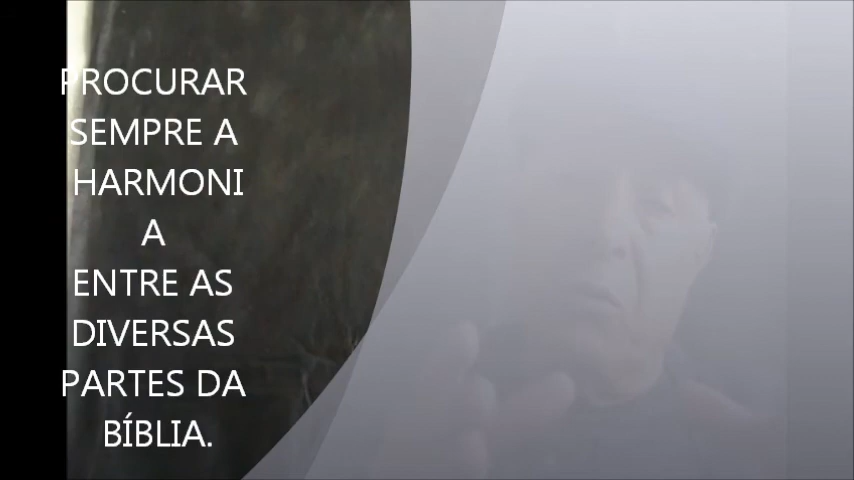 PROCURAR
SEMPRE A
HARMONI
A
ENTRE AS
DIVERSAS
PARTES DA
BÍBLIA.